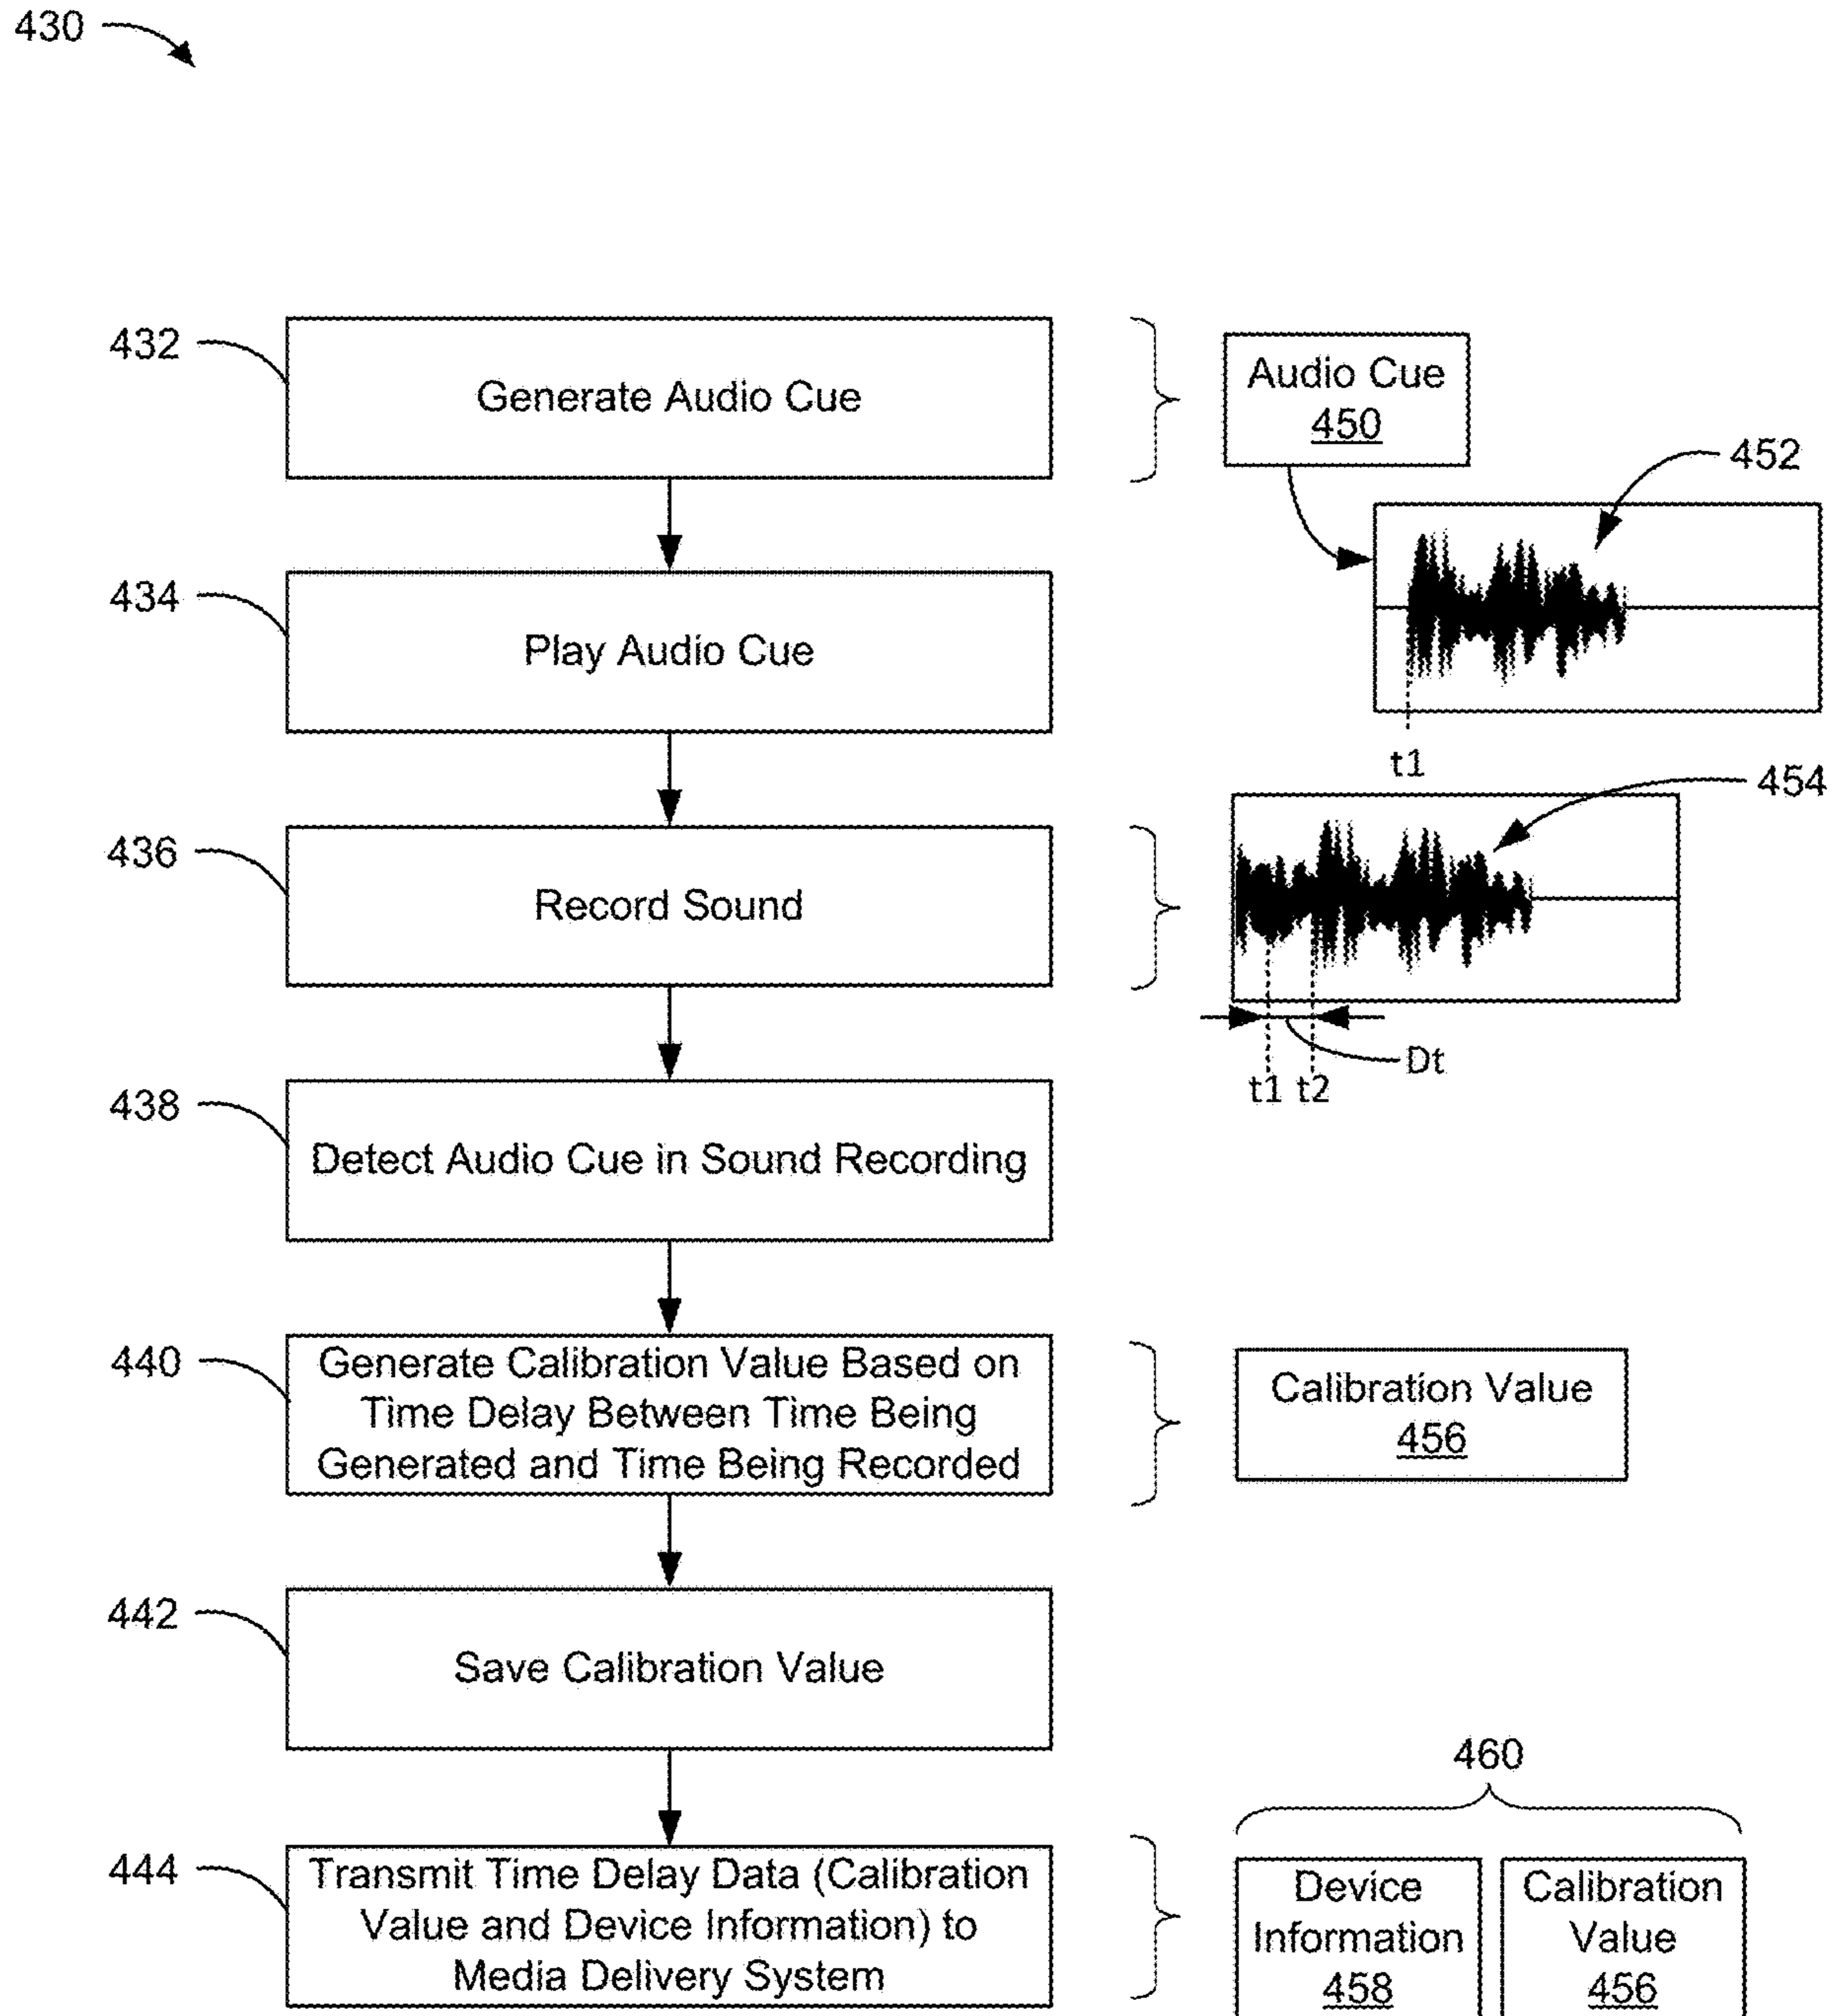 430
432
Generate Audio Cue
Audio Cue
450
452
434
Play Audio Cue
t1
454
436
Record Sound
Dt
t1 t2
438
Detect Audio Cue in Sound Recording
440
Generate Calibration Value Based on
Time Delay Between Time Being
Generated and Time Being Recorded
Calibration Value
456
442
Save Calibration Value
460
444
Transmit Time Delay Data (Calibration
Value and Device Information) to
Media Delivery System
Device
Information
458
Calibration
Value
456